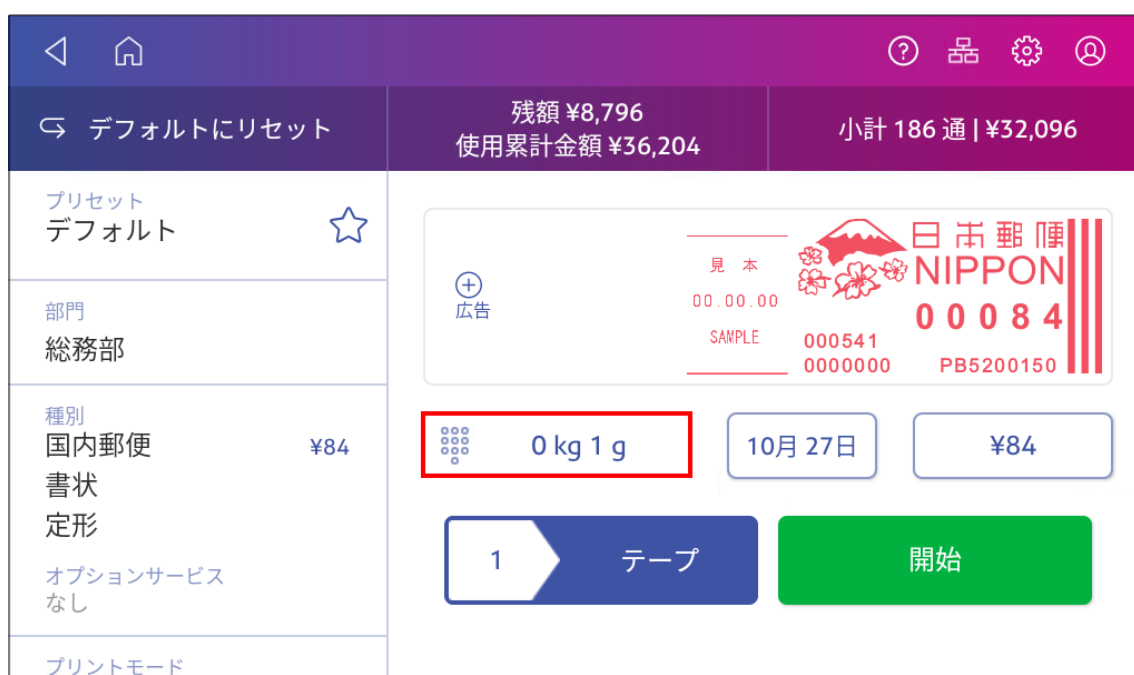 デフォルトにリセット
残額 ¥8,796
使用累計金額 ¥36,204
小計 186 通 | ¥32,096
プリセット
デフォルト
部門
総務部
種別
国内郵便 ¥84
書状
定形
オプションサービス
なし
プリントモード
広告
見 本
00.00.00
SAMPLE
日本郵便
NIPPON
00084
000541
0000000 PB5200150
0 kg 1 g
10月 27日
¥84
1 テープ
開始